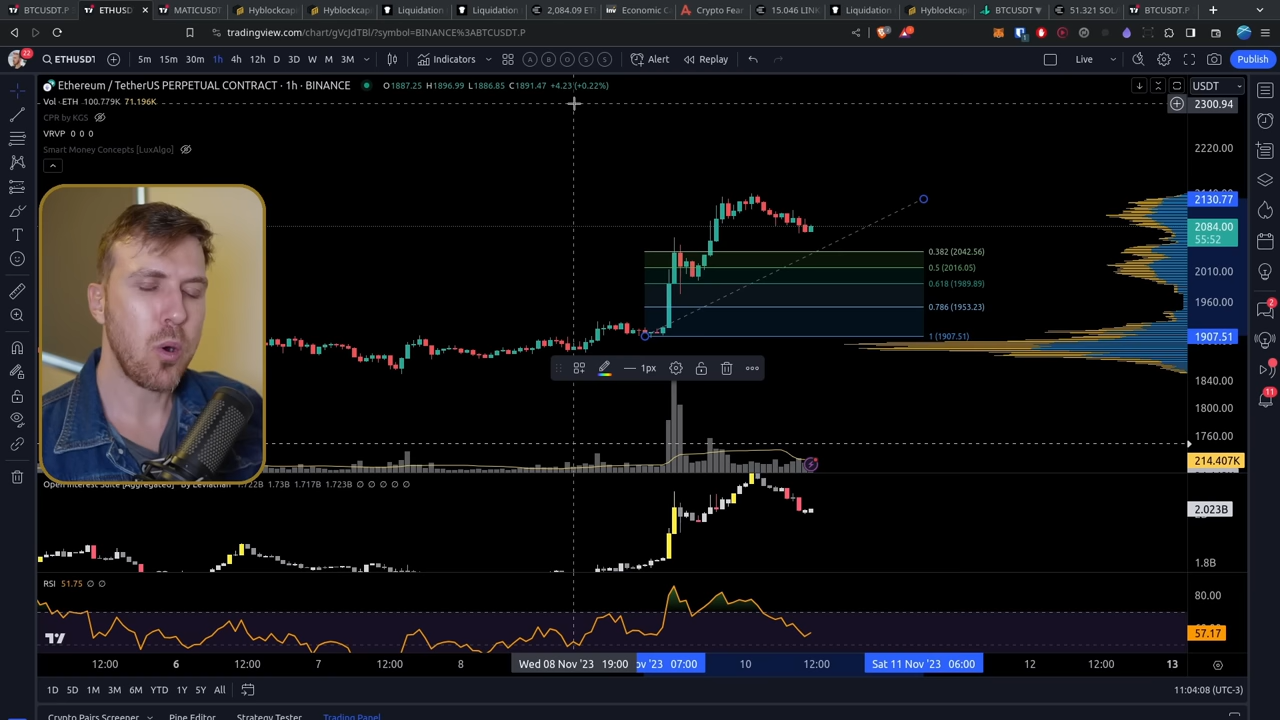 BTCUSDT.P
ETHUSD
MATICUSDT
Hyblockcap
Hyblockcap
Liquidation
Liquidation
2,084.09 ET
Economic C
Crypto Fear
15.046 LINK
Liquidation
Hyblockcap
BTCUSDT
51.321 SOL
BTCUSDT.P
tradingview.com/chart/gVcJdTBl/?symbol=BINANCE%3ABTCUSDT.P
22
ETHUSDT
5m 15m 30m 1h 4h 12h D 3D W M 3M
Indicators
A B O S S
Alert
Replay
Live
Publish
Ethereum / TetherUS PERPETUAL CONTRACT · 1h · BINANCE
O1887.25 H1896.99 L1886.85 C1891.47 +4.23 (+0.22%)
USDT
Vol · ETH 100.779K 71.196K
2300.94
CPR by KGS
VRVP 0 0 0
Smart Money Concepts [LuxAlgo]
2220.00
2130.77
2084.00
55:52
0.382 (2042.56)
0.5 (2016.05)
2010.00
0.618 (1989.89)
1960.00
0.786 (1953.23)
1 (1907.51)
1907.51
1px
1840.00
1800.00
1760.00
214.407K
Open Interest Suite [Aggregated] - By Leviathan 1.722B 1.73B 1.717B 1.723B
2.023B
1.8B
RSI 51.75
80.00
57.17
12:00 6 12:00 7 12:00 8 Wed 08 Nov '23 19:00 07:00 10 12:00 Sat 11 Nov '23 06:00 12 12:00 13
1D 5D 1M 3M 6M YTD 1Y 5Y All
11:04:08 (UTC-3)
Crypto Pairs Screener
Pine Editor
Strategy Tester
Trading Panel
2
11